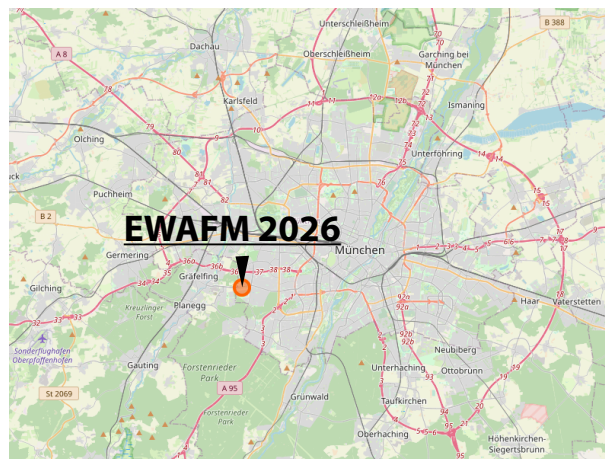 Unterschleißheim
B 388
Dachau
A 8
Oberschleißheim
Garching bei
München
Karlsfeld
Ismaning
Olching
Unterföhring
Puchheim
B 2
EWAFM 2026
München
Germering
Gräfelfing
Gilching
Kreuzlinger
Forst
Planegg
Haar
Vaterstetten
Sonderflughafen
Oberpfaffenhofen
Gauting
Forstenrieder
Park
Neubiberg
Ottobrunn
Unterhaching
St 2069
A 95
Forstenrieder
Park
Grünwald
Taufkirchen
Oberhaching
Höhenkirchen-
Siegertsbrunn